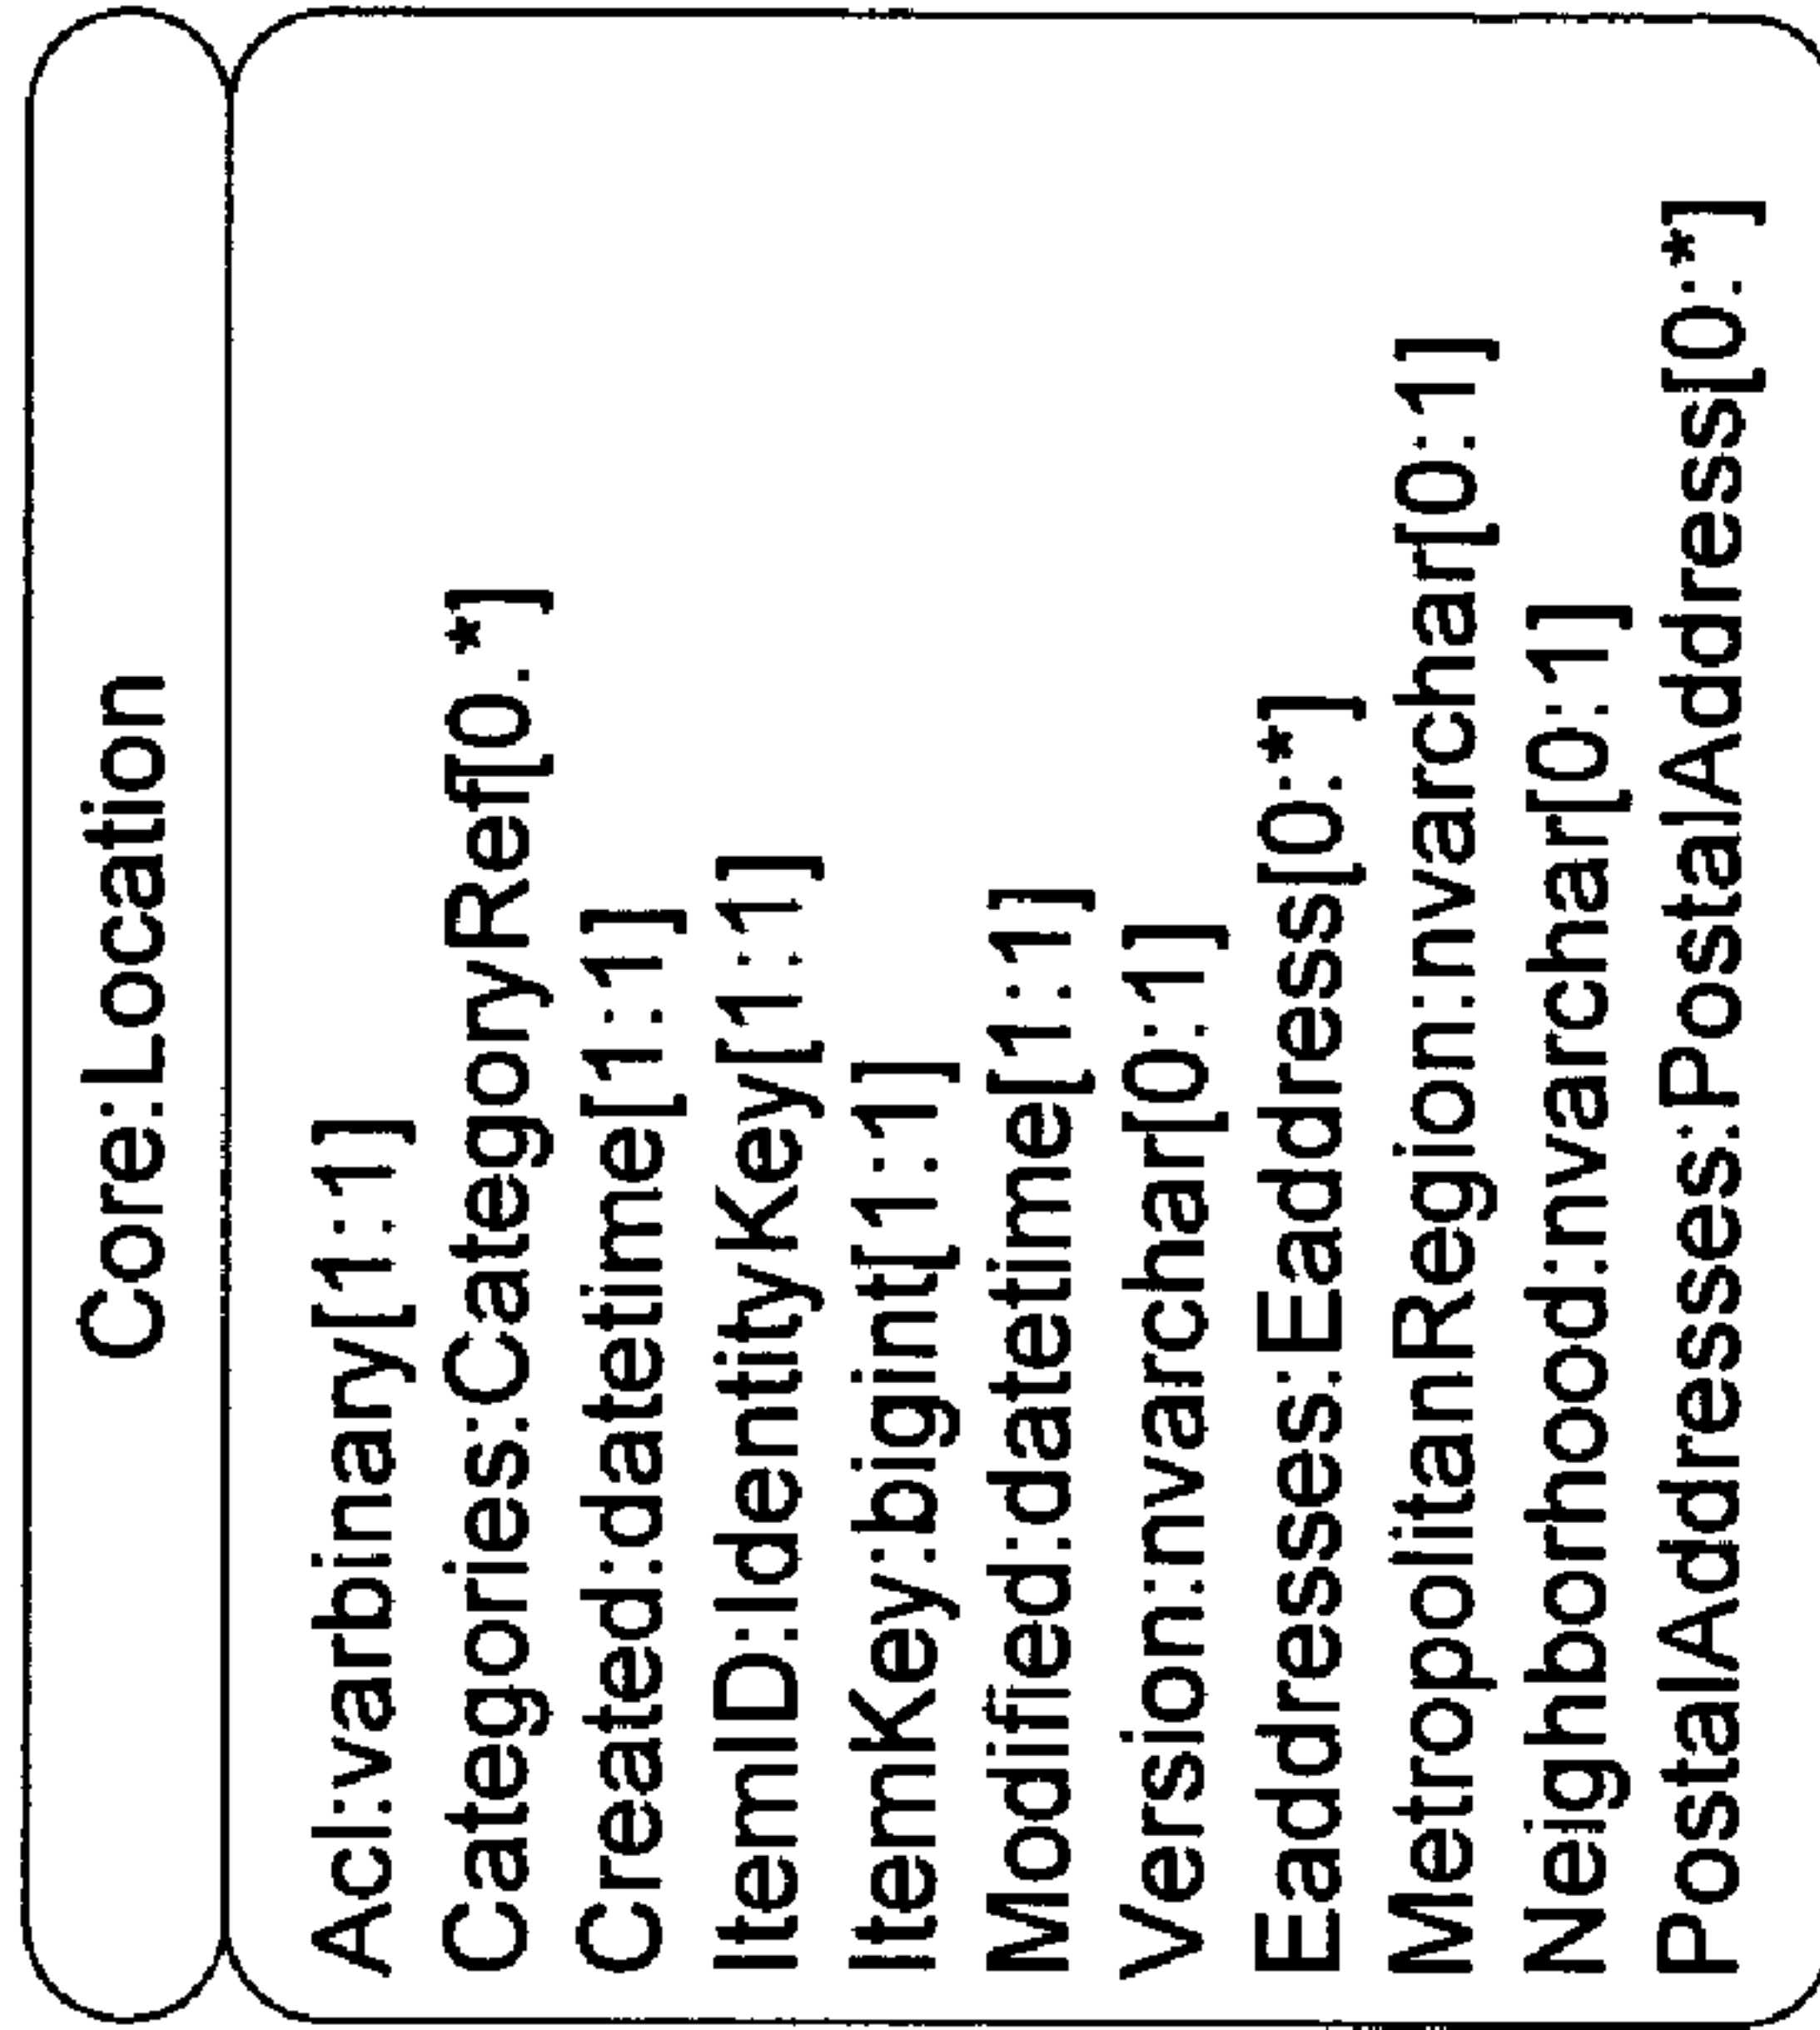 Core:Location
Acl:varbinary[1:1]
Categories:CategoryRef[0.*]
Created:datetime[1:1]
ItemID:IdentityKey[1:1]
ItemKey:bigint[1:1]
Modified:datetime[1:1]
Version:nvarchar[0:1]
Eaddresses:Eaddress[0:*]
MetropolitanRegion:nvarchar[0:1]
Neighborhood:nvarchar[0:1]
PostalAddresses:PostalAddress[0:*]